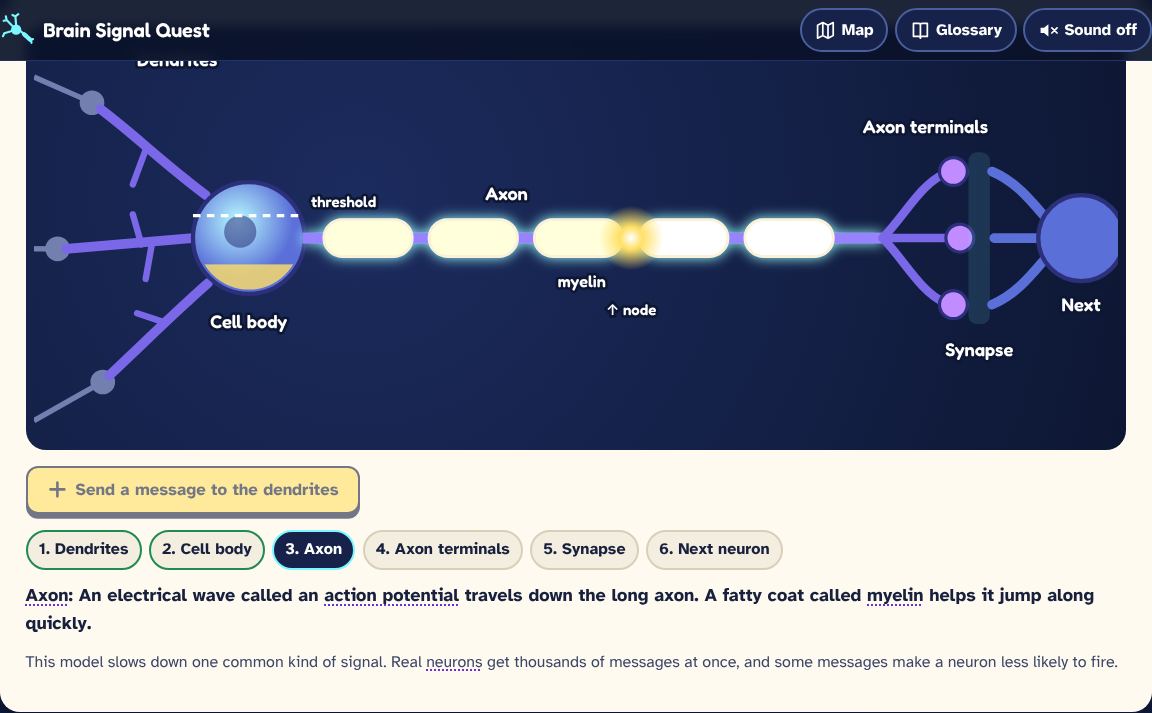 Brain Signal Quest
Map
Glossary
Sound off
Dendrites
Axon terminals
threshold
Axon
myelin
↑ node
Cell body
Next
Synapse
+ Send a message to the dendrites
1. Dendrites
2. Cell body
3. Axon
4. Axon terminals
5. Synapse
6. Next neuron
Axon: An electrical wave called an action potential travels down the long axon. A fatty coat called myelin helps it jump along
quickly.
This model slows down one common kind of signal. Real neurons get thousands of messages at once, and some messages make a neuron less likely to fire.